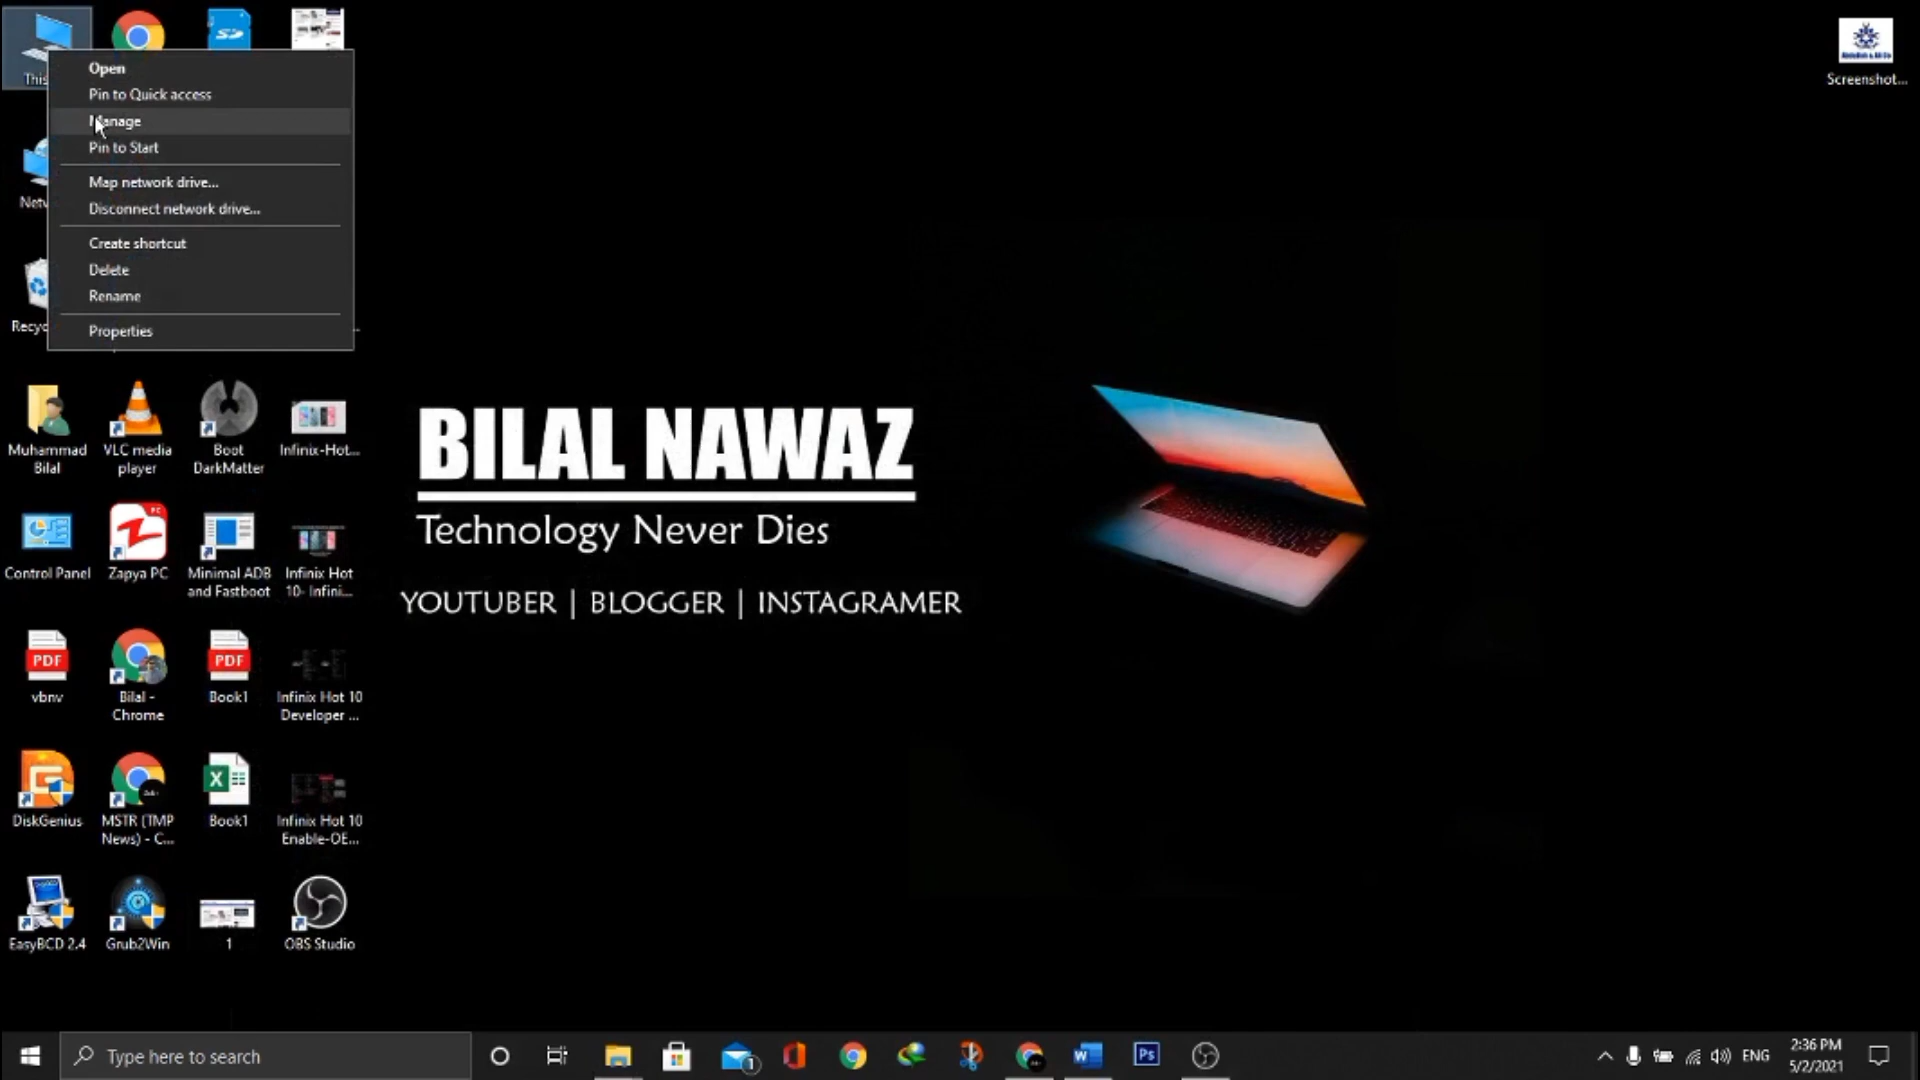 This
Open
Pin to Quick access
Manage
Pin to Start
Map network drive...
Disconnect network drive...
Create shortcut
Delete
Rename
Properties
Screenshot...
Muhammad
Bilal
VLC media
player
Boot
DarkMatter
Infinix-Hot...
Control Panel
Zapya PC
Minimal ADB
and Fastboot
Infinix Hot
10- Infini...
PDF
vbnv
Bilal -
Chrome
PDF
Book1
Infinix Hot 10
Developer ...
DiskGenius
MSTR (TMP
News) - C...
Book1
Infinix Hot 10
Enable-OE...
EasyBCD 2.4
Grub2Win
1
OBS Studio
BILAL NAWAZ
Technology Never Dies
YOUTUBER | BLOGGER | INSTAGRAMER
Type here to search
ENG
2:36 PM
5/2/2021